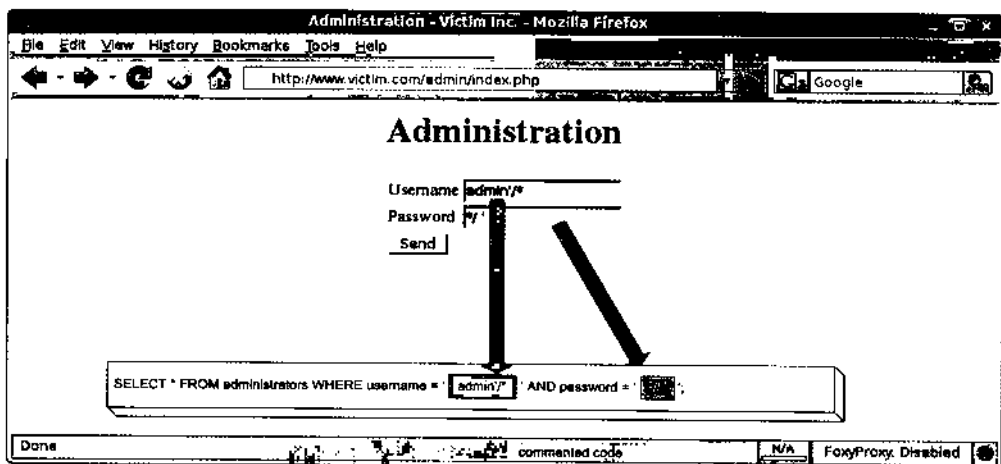 Administration - Victim Inc. - Mozilla Firefox
File Edit View History Bookmarks Tools Help
http://www.victim.com/admin/index.php
Google
Administration
Username admin'/*
Password */ '
Send
SELECT * FROM administrators WHERE username = ' admin'/* ' AND password = ' ';
Done
commented code
N/A
FoxyProxy: Disabled